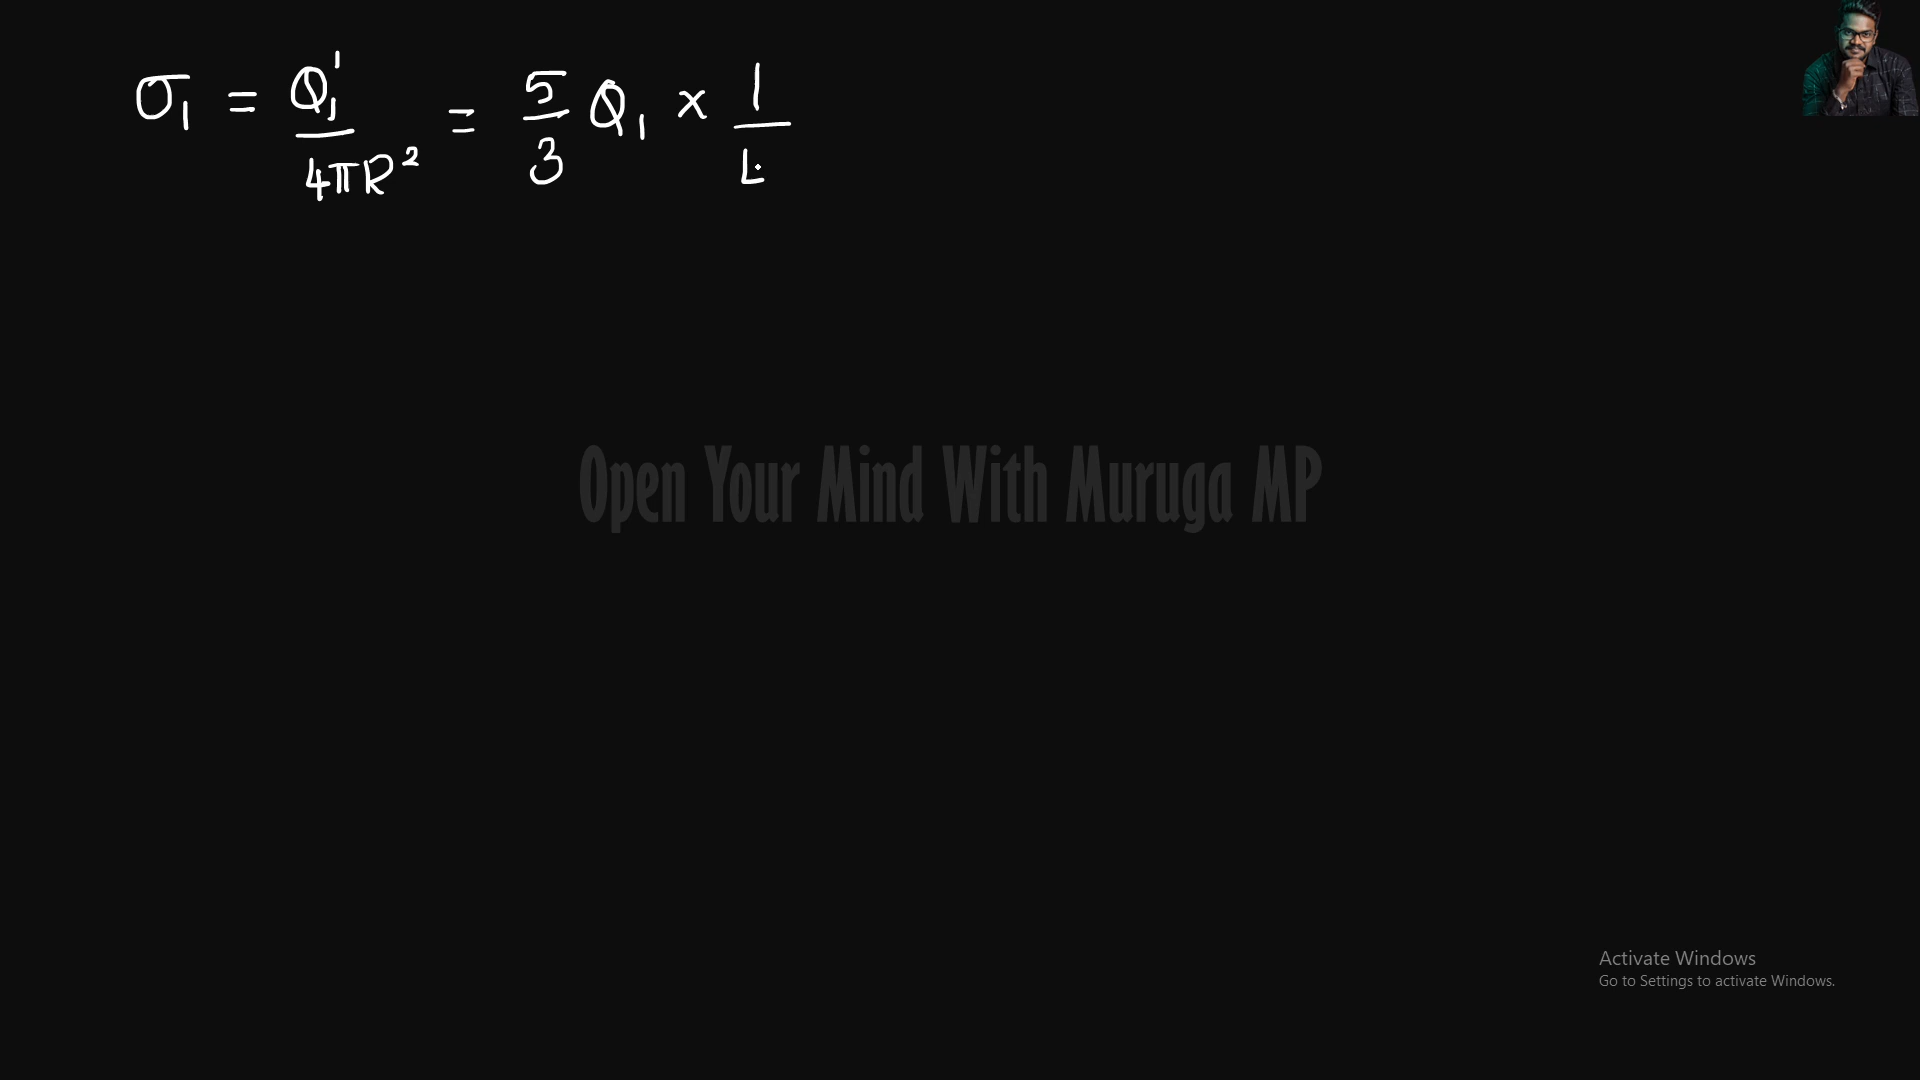 σ₁ = Q₁' / 4πR² = 5/3 Q₁ × 1/
Open Your Mind With Muruga MP
Activate Windows
Go to Settings to activate Windows.